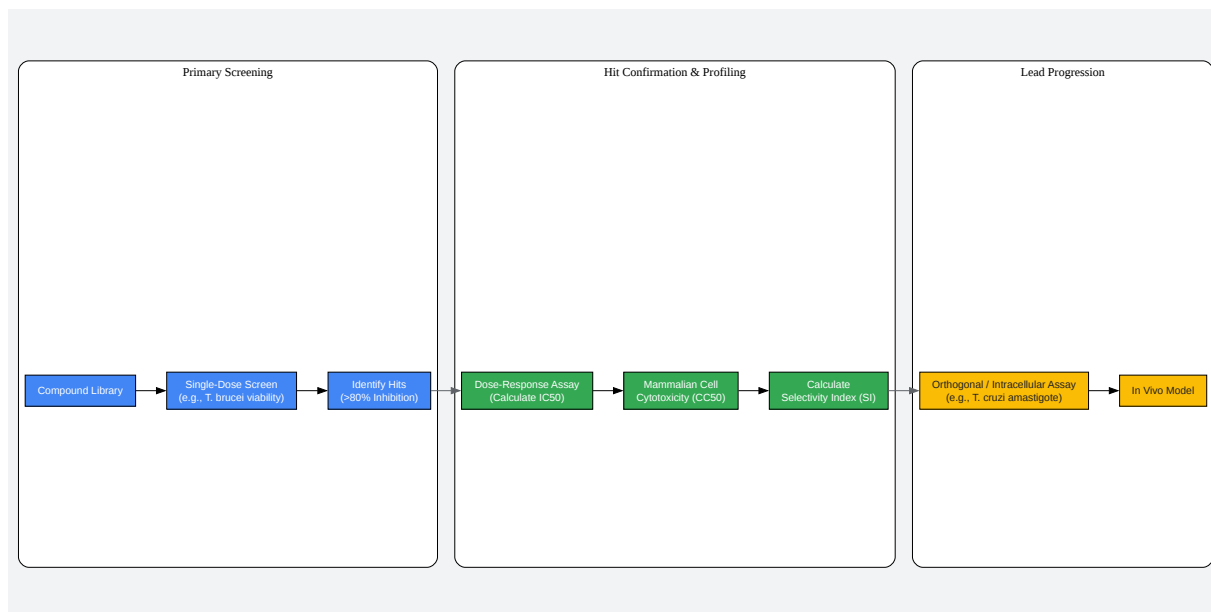 Primary Screening
Compound Library
Single-Dose Screen
(e.g., T. brucei viability)
Identify Hits
(>80% Inhibition)
Hit Confirmation & Profiling
Dose-Response Assay
(Calculate IC50)
Mammalian Cell
Cytotoxicity (CC50)
Calculate
Selectivity Index (SI)
Lead Progression
Orthogonal / Intracellular Assay
(e.g., T. cruzi amastigote)
In Vivo Model